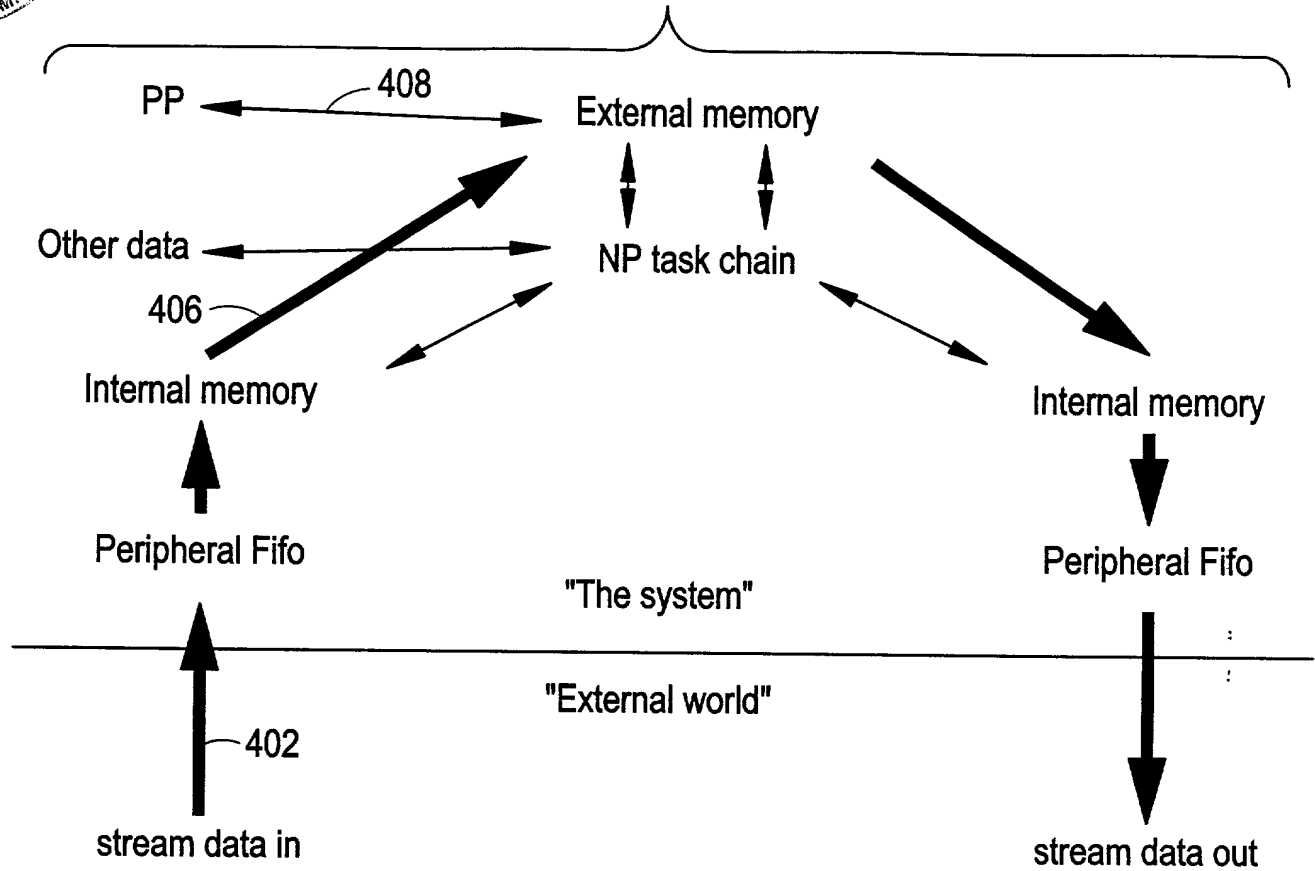 PP
408
External memory
Other data
NP task chain
406
Internal memory
Internal memory
Peripheral Fifo
Peripheral Fifo
"The system"
"External world"
402
stream data in
stream data out